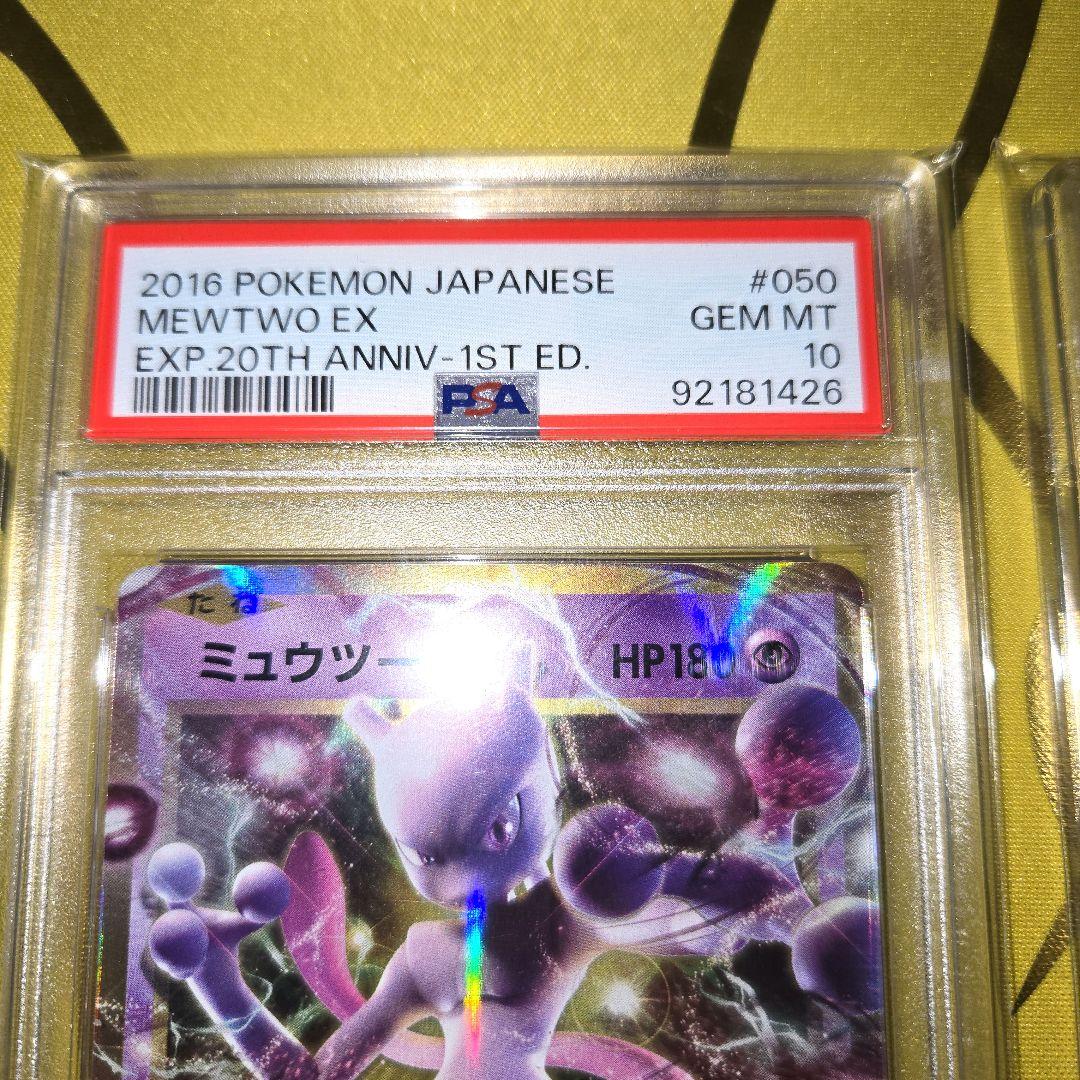 2016 POKEMON JAPANESE #050
MEWTWO EX GEM MT
EXP.20TH ANNIV-1ST ED. 10
PSA 92181426
たね
ミュウツー HP180